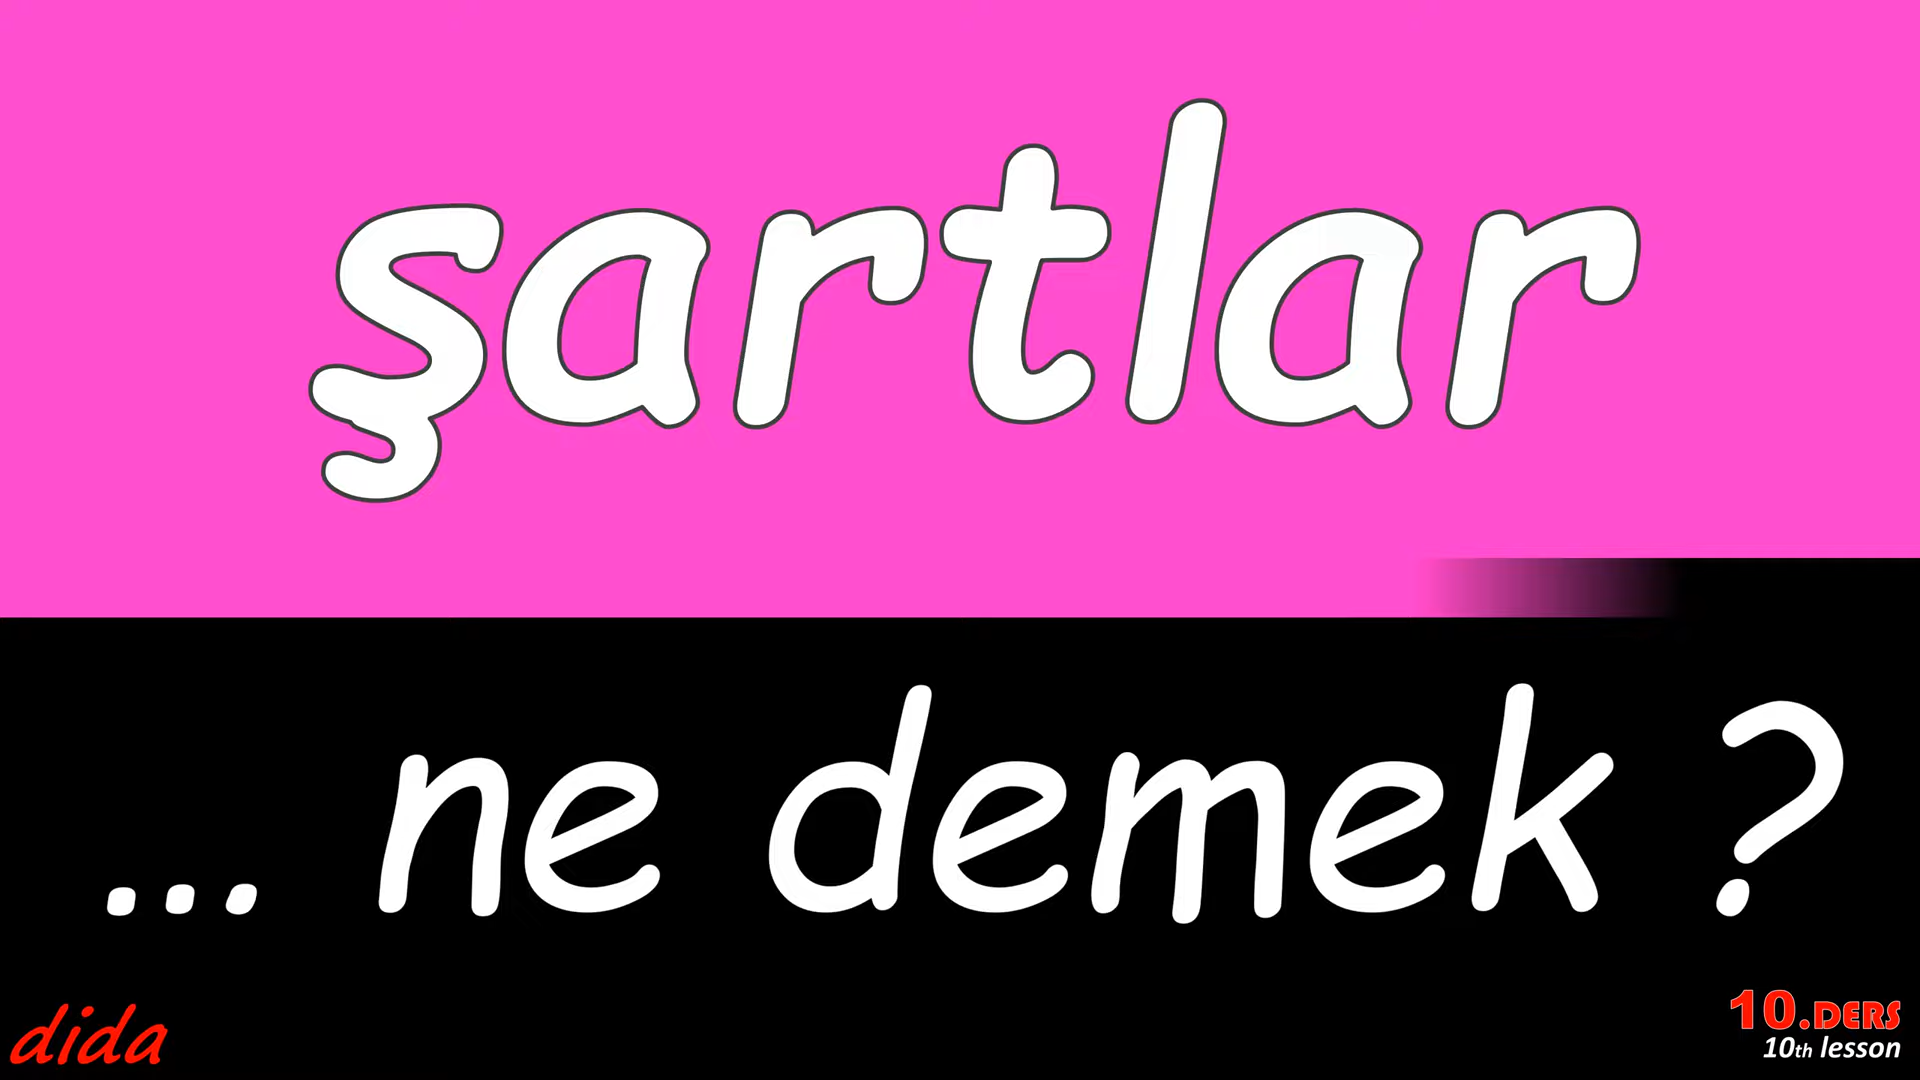 şartlar
... ne demek ?
dida
10.DERS
10th lesson